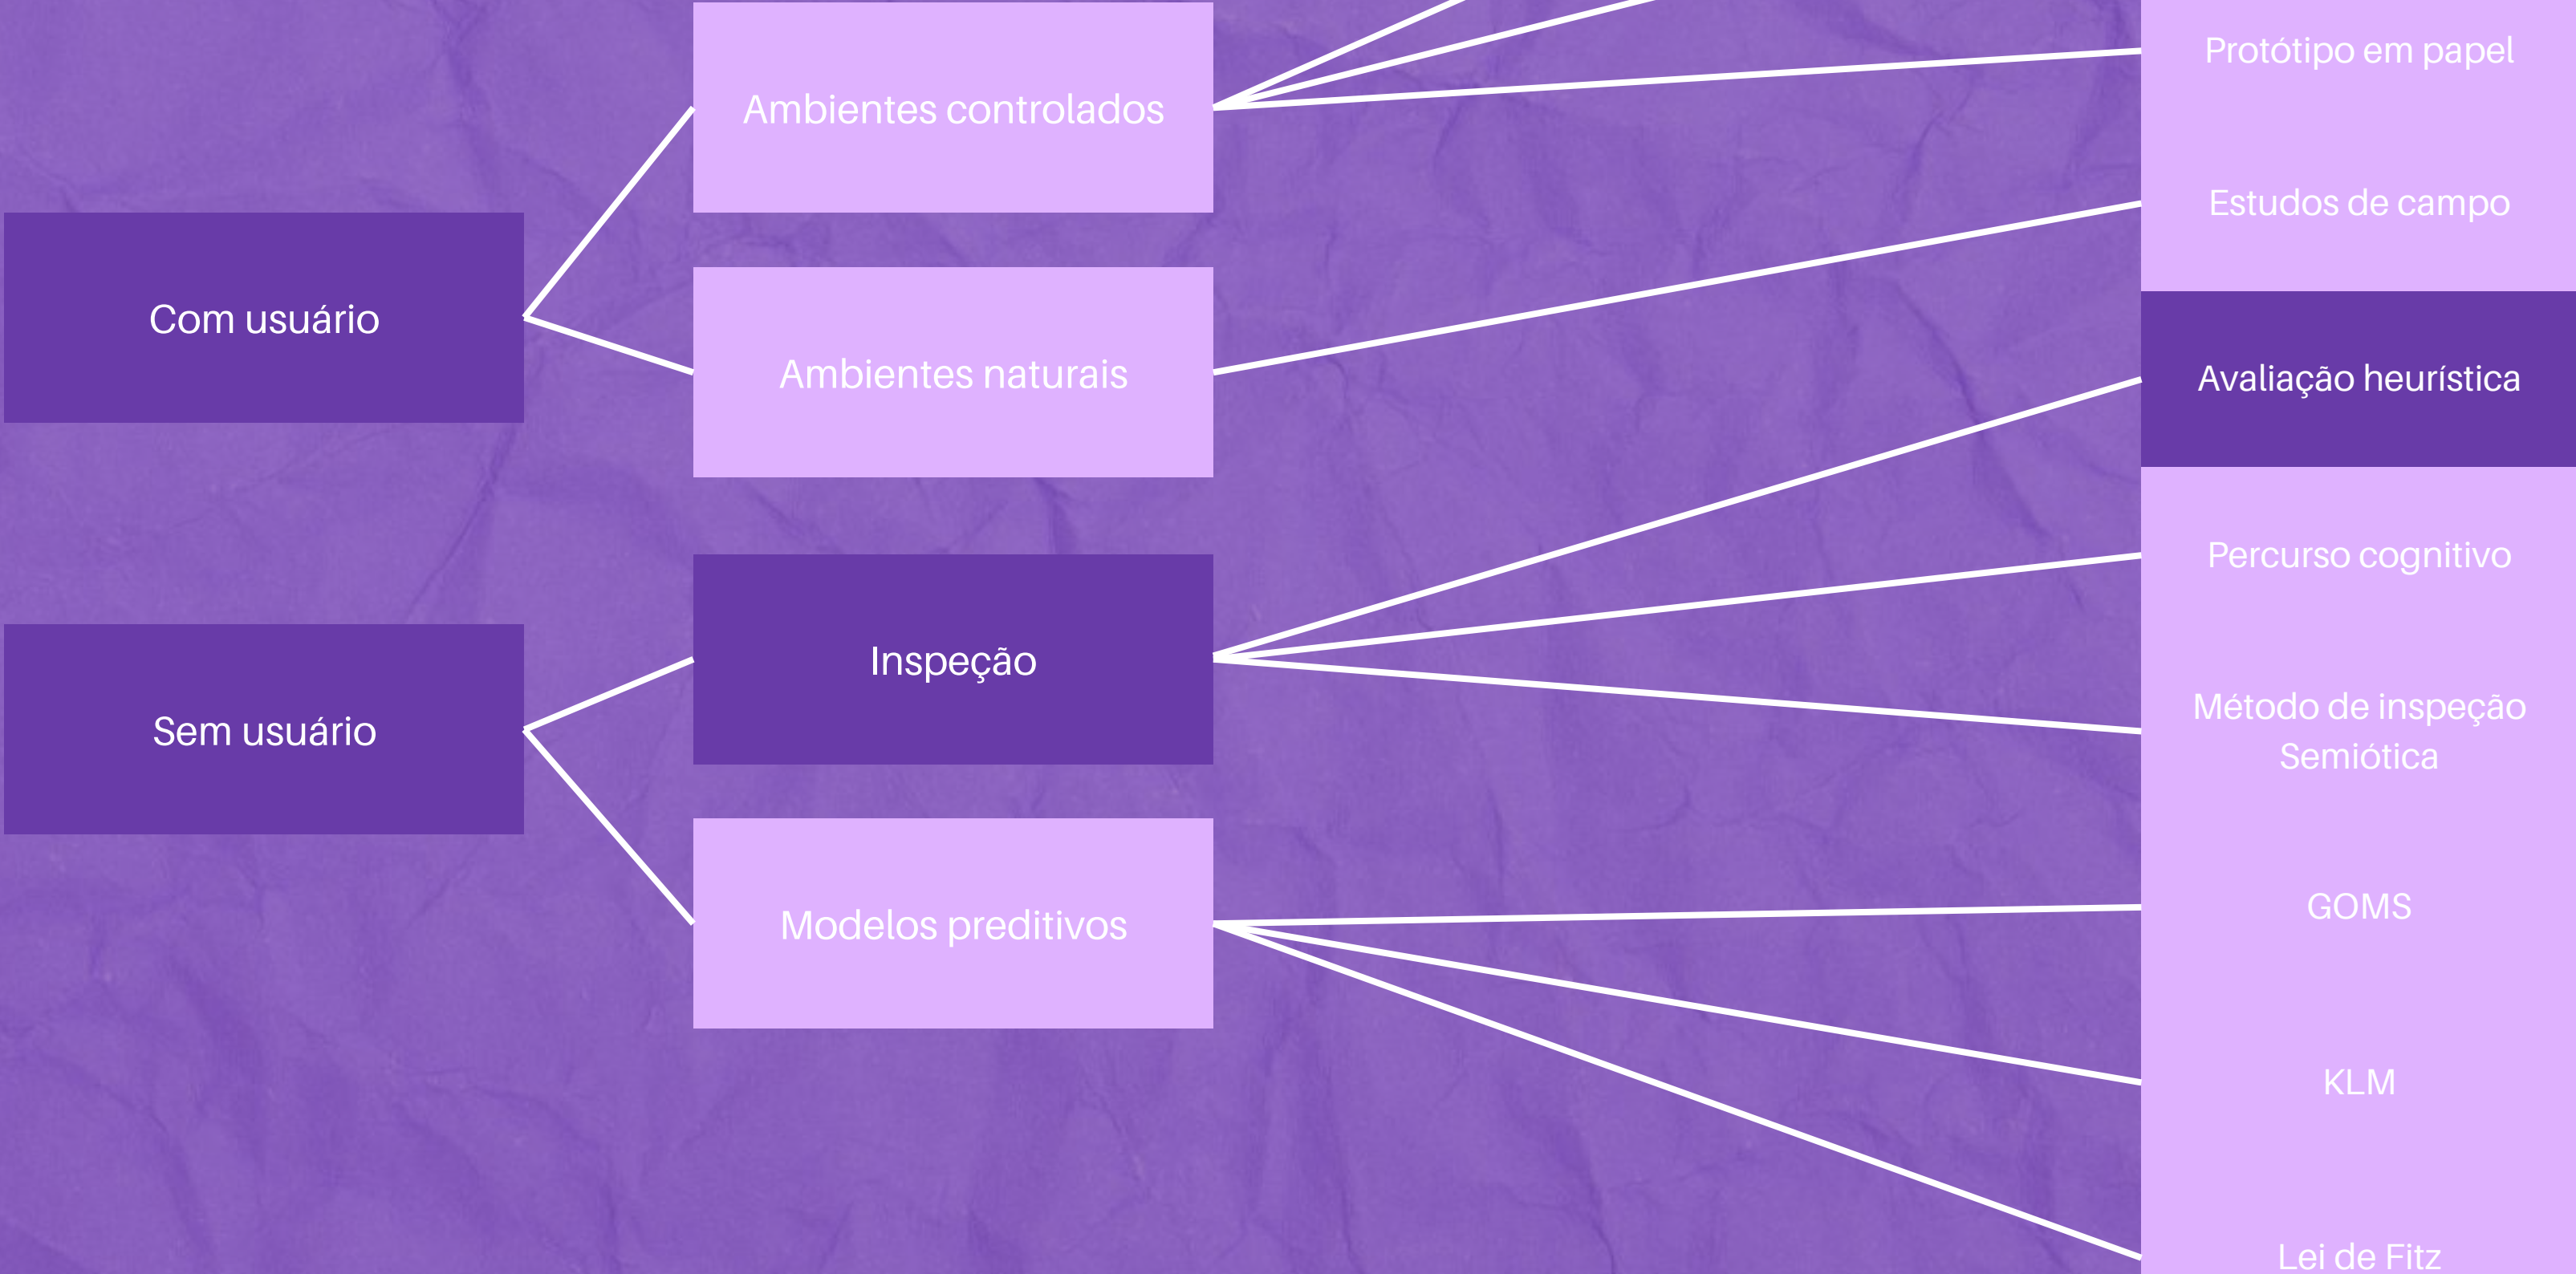 Com usuário
Sem usuário
Ambientes controlados
Ambientes naturais
Inspeção
Modelos preditivos
Protótipo em papel
Estudos de campo
Avaliação heurística
Percurso cognitivo
Método de inspeção
Semiótica
GOMS
KLM
Lei de Fitz